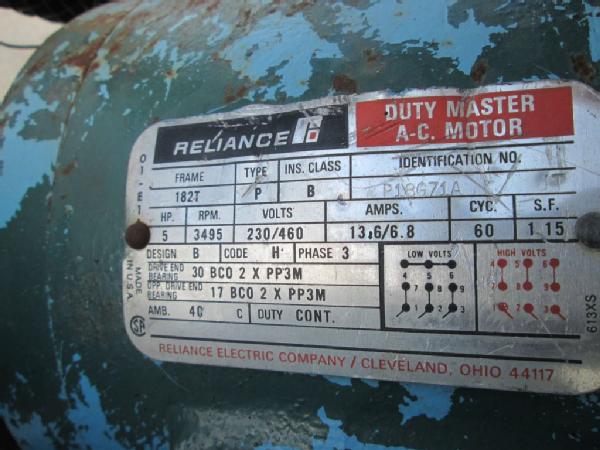 RELIANCE
DUTY MASTER
A-C. MOTOR
FRAME TYPE INS. CLASS IDENTIFICATION NO.
182T P B P18G71A
HP. RPM. VOLTS AMPS. CYC. S.F.
5 3495 230/460 13.6/6.8 60 1.15
DESIGN B CODE H PHASE 3
DRIVE END BEARING 30 BCO 2 X PP3M
OPP. DRIVE END BEARING 17 BCO 2 X PP3M
AMB. 40 C DUTY CONT.
LOW VOLTS
4 5 6
7 8 9
1 2 3
HIGH VOLTS
4 5 6
7 8 9
1 2 3
MADE IN U.S.A.
613XS
RELIANCE ELECTRIC COMPANY / CLEVELAND, OHIO 44117